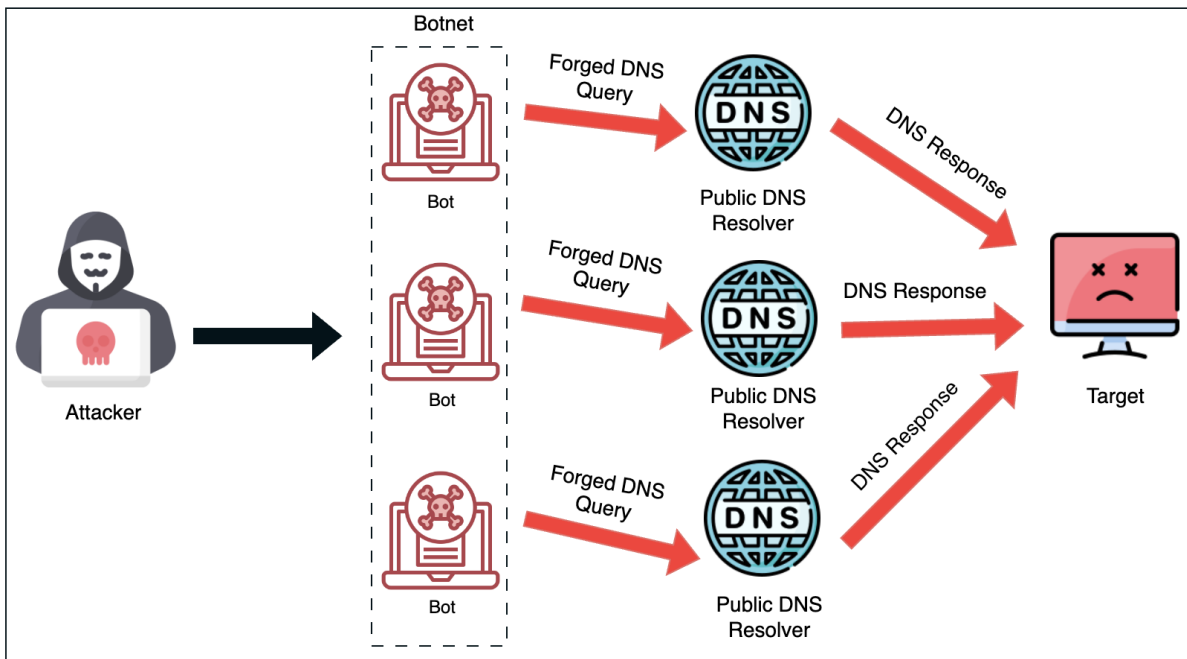 Botnet
Forged DNS
Query
DNS
DNS Response
Bot
Public DNS
Resolver
Forged DNS
Query
DNS
DNS Response
Attacker
Bot
Public DNS
Resolver
Target
Forged DNS
Query
DNS
DNS Response
Bot
Public DNS
Resolver